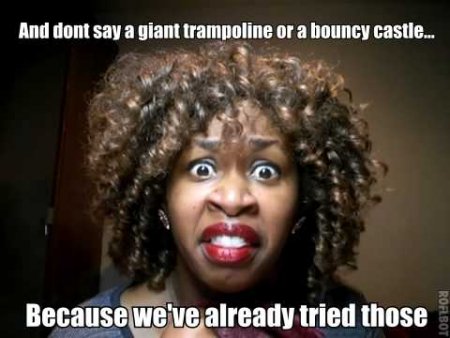 And dont say a giant trampoline or a bouncy castle...
Because we've already tried those
ROFLBOT